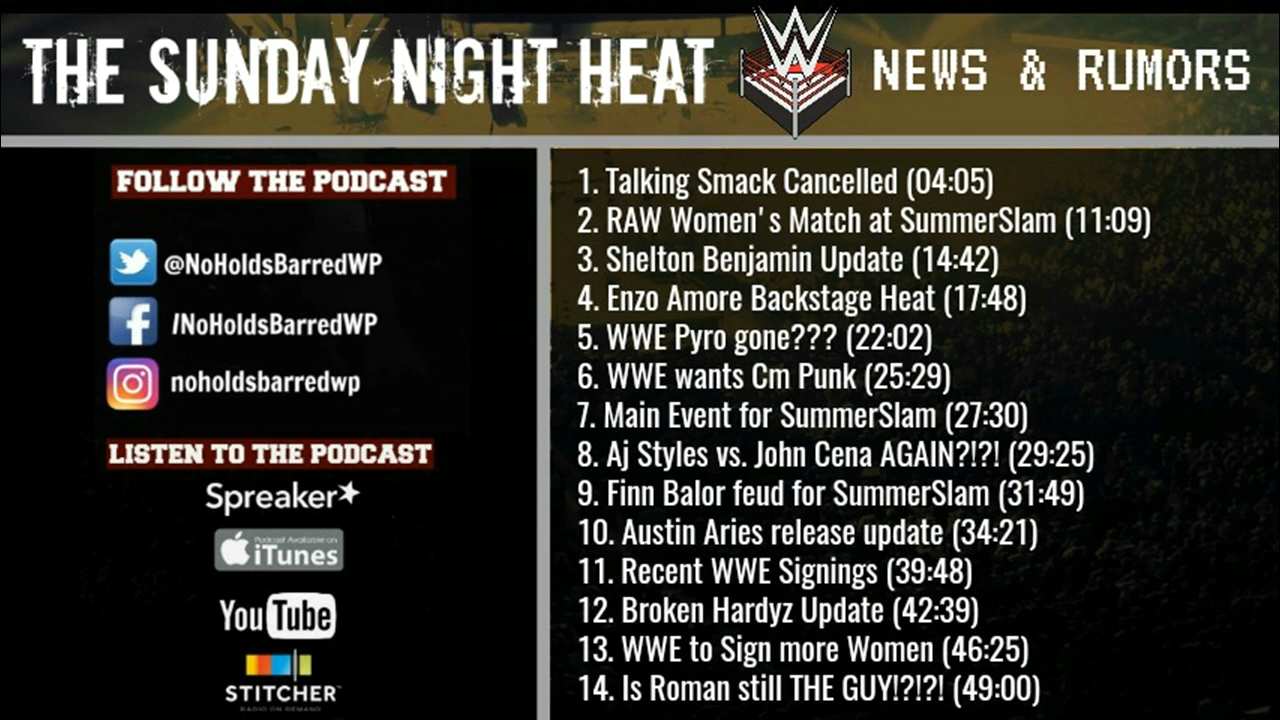 THE SUNDAY NIGHT HEAT
W
NEWS & RUMORS
FOLLOW THE PODCAST
@NoHoldsBarredWP
/NoHoldsBarredWP
noholdsbarredwp
LISTEN TO THE PODCAST
Spreaker
Podcast Available on
iTunes
YouTube
STITCHER
RADIO ON DEMAND
1. Talking Smack Cancelled (04:05)
2. RAW Women's Match at SummerSlam (11:09)
3. Shelton Benjamin Update (14:42)
4. Enzo Amore Backstage Heat (17:48)
5. WWE Pyro gone??? (22:02)
6. WWE wants Cm Punk (25:29)
7. Main Event for SummerSlam (27:30)
8. Aj Styles vs. John Cena AGAIN?!?! (29:25)
9. Finn Balor feud for SummerSlam (31:49)
10. Austin Aries release update (34:21)
11. Recent WWE Signings (39:48)
12. Broken Hardyz Update (42:39)
13. WWE to Sign more Women (46:25)
14. Is Roman still THE GUY!?!?! (49:00)